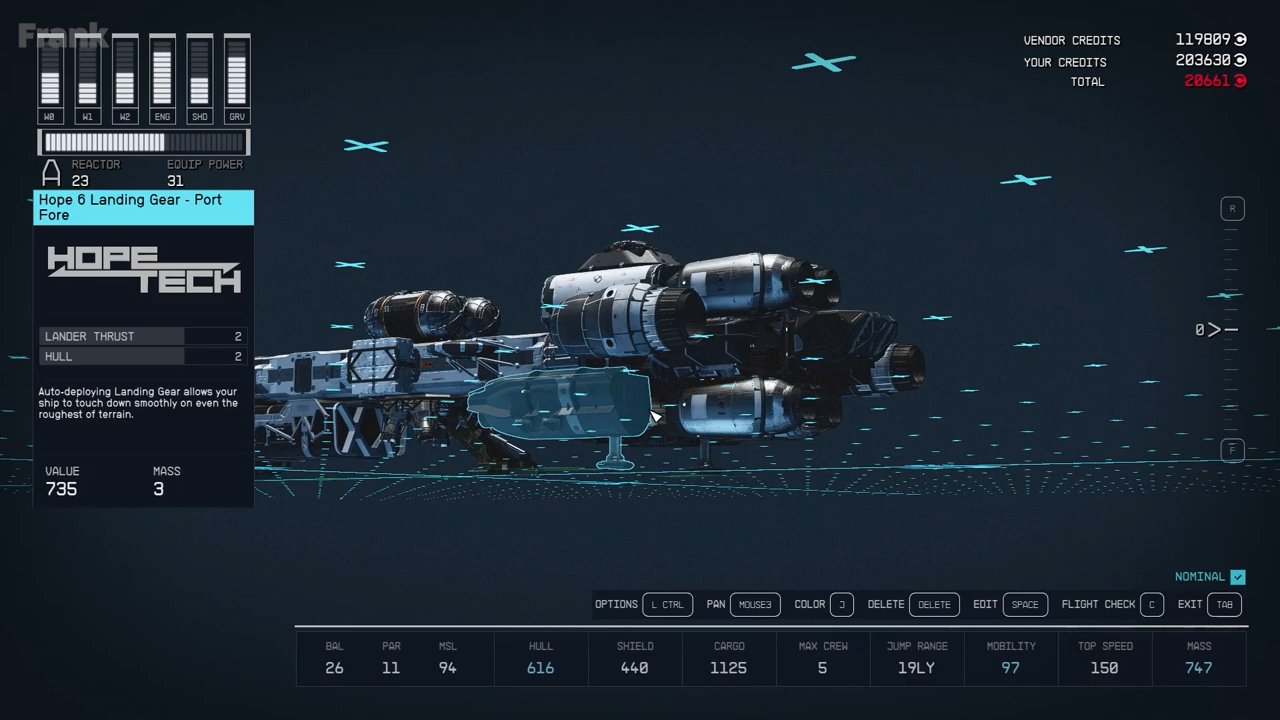 Frank
VENDOR CREDITS 119809
YOUR CREDITS 203630
TOTAL 20661
W0 W1 W2 ENG SHD GRV
REACTOR EQUIP POWER
A 23 31
Hope 6 Landing Gear - Port
Fore
HOPE
TECH
LANDER THRUST 2
HULL 2
Auto-deploying Landing Gear allows your
ship to touch down smoothly on even the
roughest of terrain.
VALUE MASS
735 3
R
0
F
NOMINAL
OPTIONS L CTRL PAN MOUSE3 COLOR J DELETE DELETE EDIT SPACE FLIGHT CHECK C EXIT TAB
BAL PAR MSL HULL SHIELD CARGO MAX CREW JUMP RANGE MOBILITY TOP SPEED MASS
26 11 94 616 440 1125 5 19LY 97 150 747